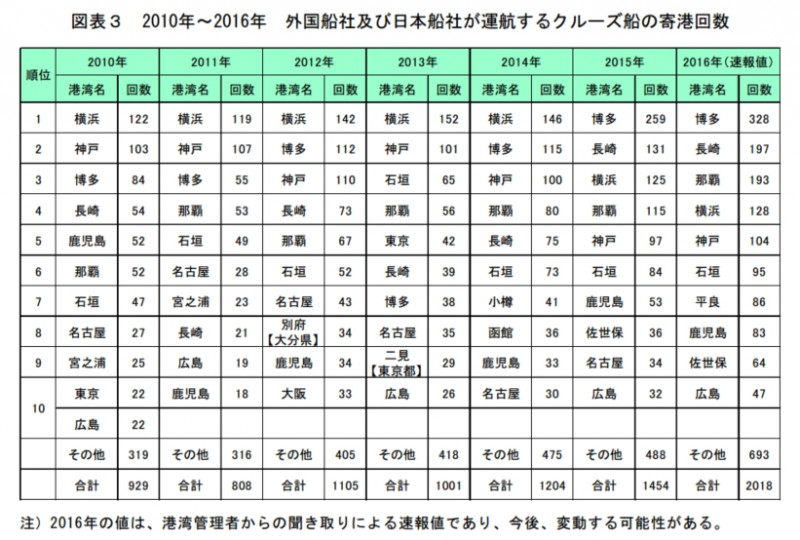 図表３　2010年～2016年　外国船社及び日本船社が運航するクルーズ船の寄港回数
順位 2010年 2011年 2012年 2013年 2014年 2015年 2016年(速報値)
港湾名 回数 港湾名 回数 港湾名 回数 港湾名 回数 港湾名 回数 港湾名 回数 港湾名 回数
1 横浜 122 横浜 119 横浜 142 横浜 152 横浜 146 博多 259 博多 328
2 神戸 103 神戸 107 博多 112 神戸 101 博多 115 長崎 131 長崎 197
3 博多 84 博多 55 神戸 110 石垣 65 神戸 100 横浜 125 那覇 193
4 長崎 54 那覇 53 長崎 73 那覇 56 那覇 80 那覇 115 横浜 128
5 鹿児島 52 石垣 49 那覇 67 東京 42 長崎 75 神戸 97 神戸 104
6 那覇 52 名古屋 28 石垣 52 長崎 39 石垣 73 石垣 84 石垣 95
7 石垣 47 宮之浦 23 名古屋 43 博多 38 小樽 41 鹿児島 53 平良 86
8 名古屋 27 長崎 21 別府【大分県】 34 名古屋 35 函館 36 佐世保 36 鹿児島 83
9 宮之浦 25 広島 19 鹿児島 34 二見【東京都】 29 鹿児島 33 名古屋 34 佐世保 64
10 東京 22 鹿児島 18 大阪 33 広島 26 名古屋 30 広島 32 広島 47
広島 22
その他 319 その他 316 その他 405 その他 418 その他 475 その他 488 その他 693
合計 929 合計 808 合計 1105 合計 1001 合計 1204 合計 1454 合計 2018
注）2016年の値は、港湾管理者からの聞き取りによる速報値であり、今後、変動する可能性がある。